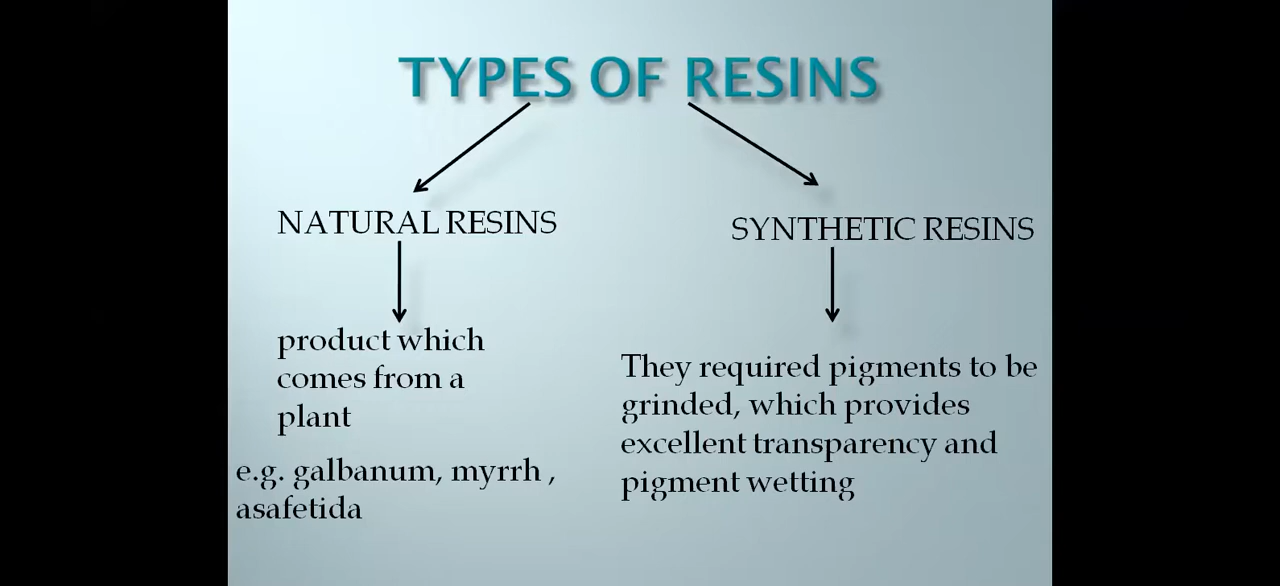 TYPES OF RESINS
NATURAL RESINS
product which
comes from a
plant
e.g. galbanum, myrrh ,
asafetida
SYNTHETIC RESINS
They required pigments to be
grinded, which provides
excellent transparency and
pigment wetting